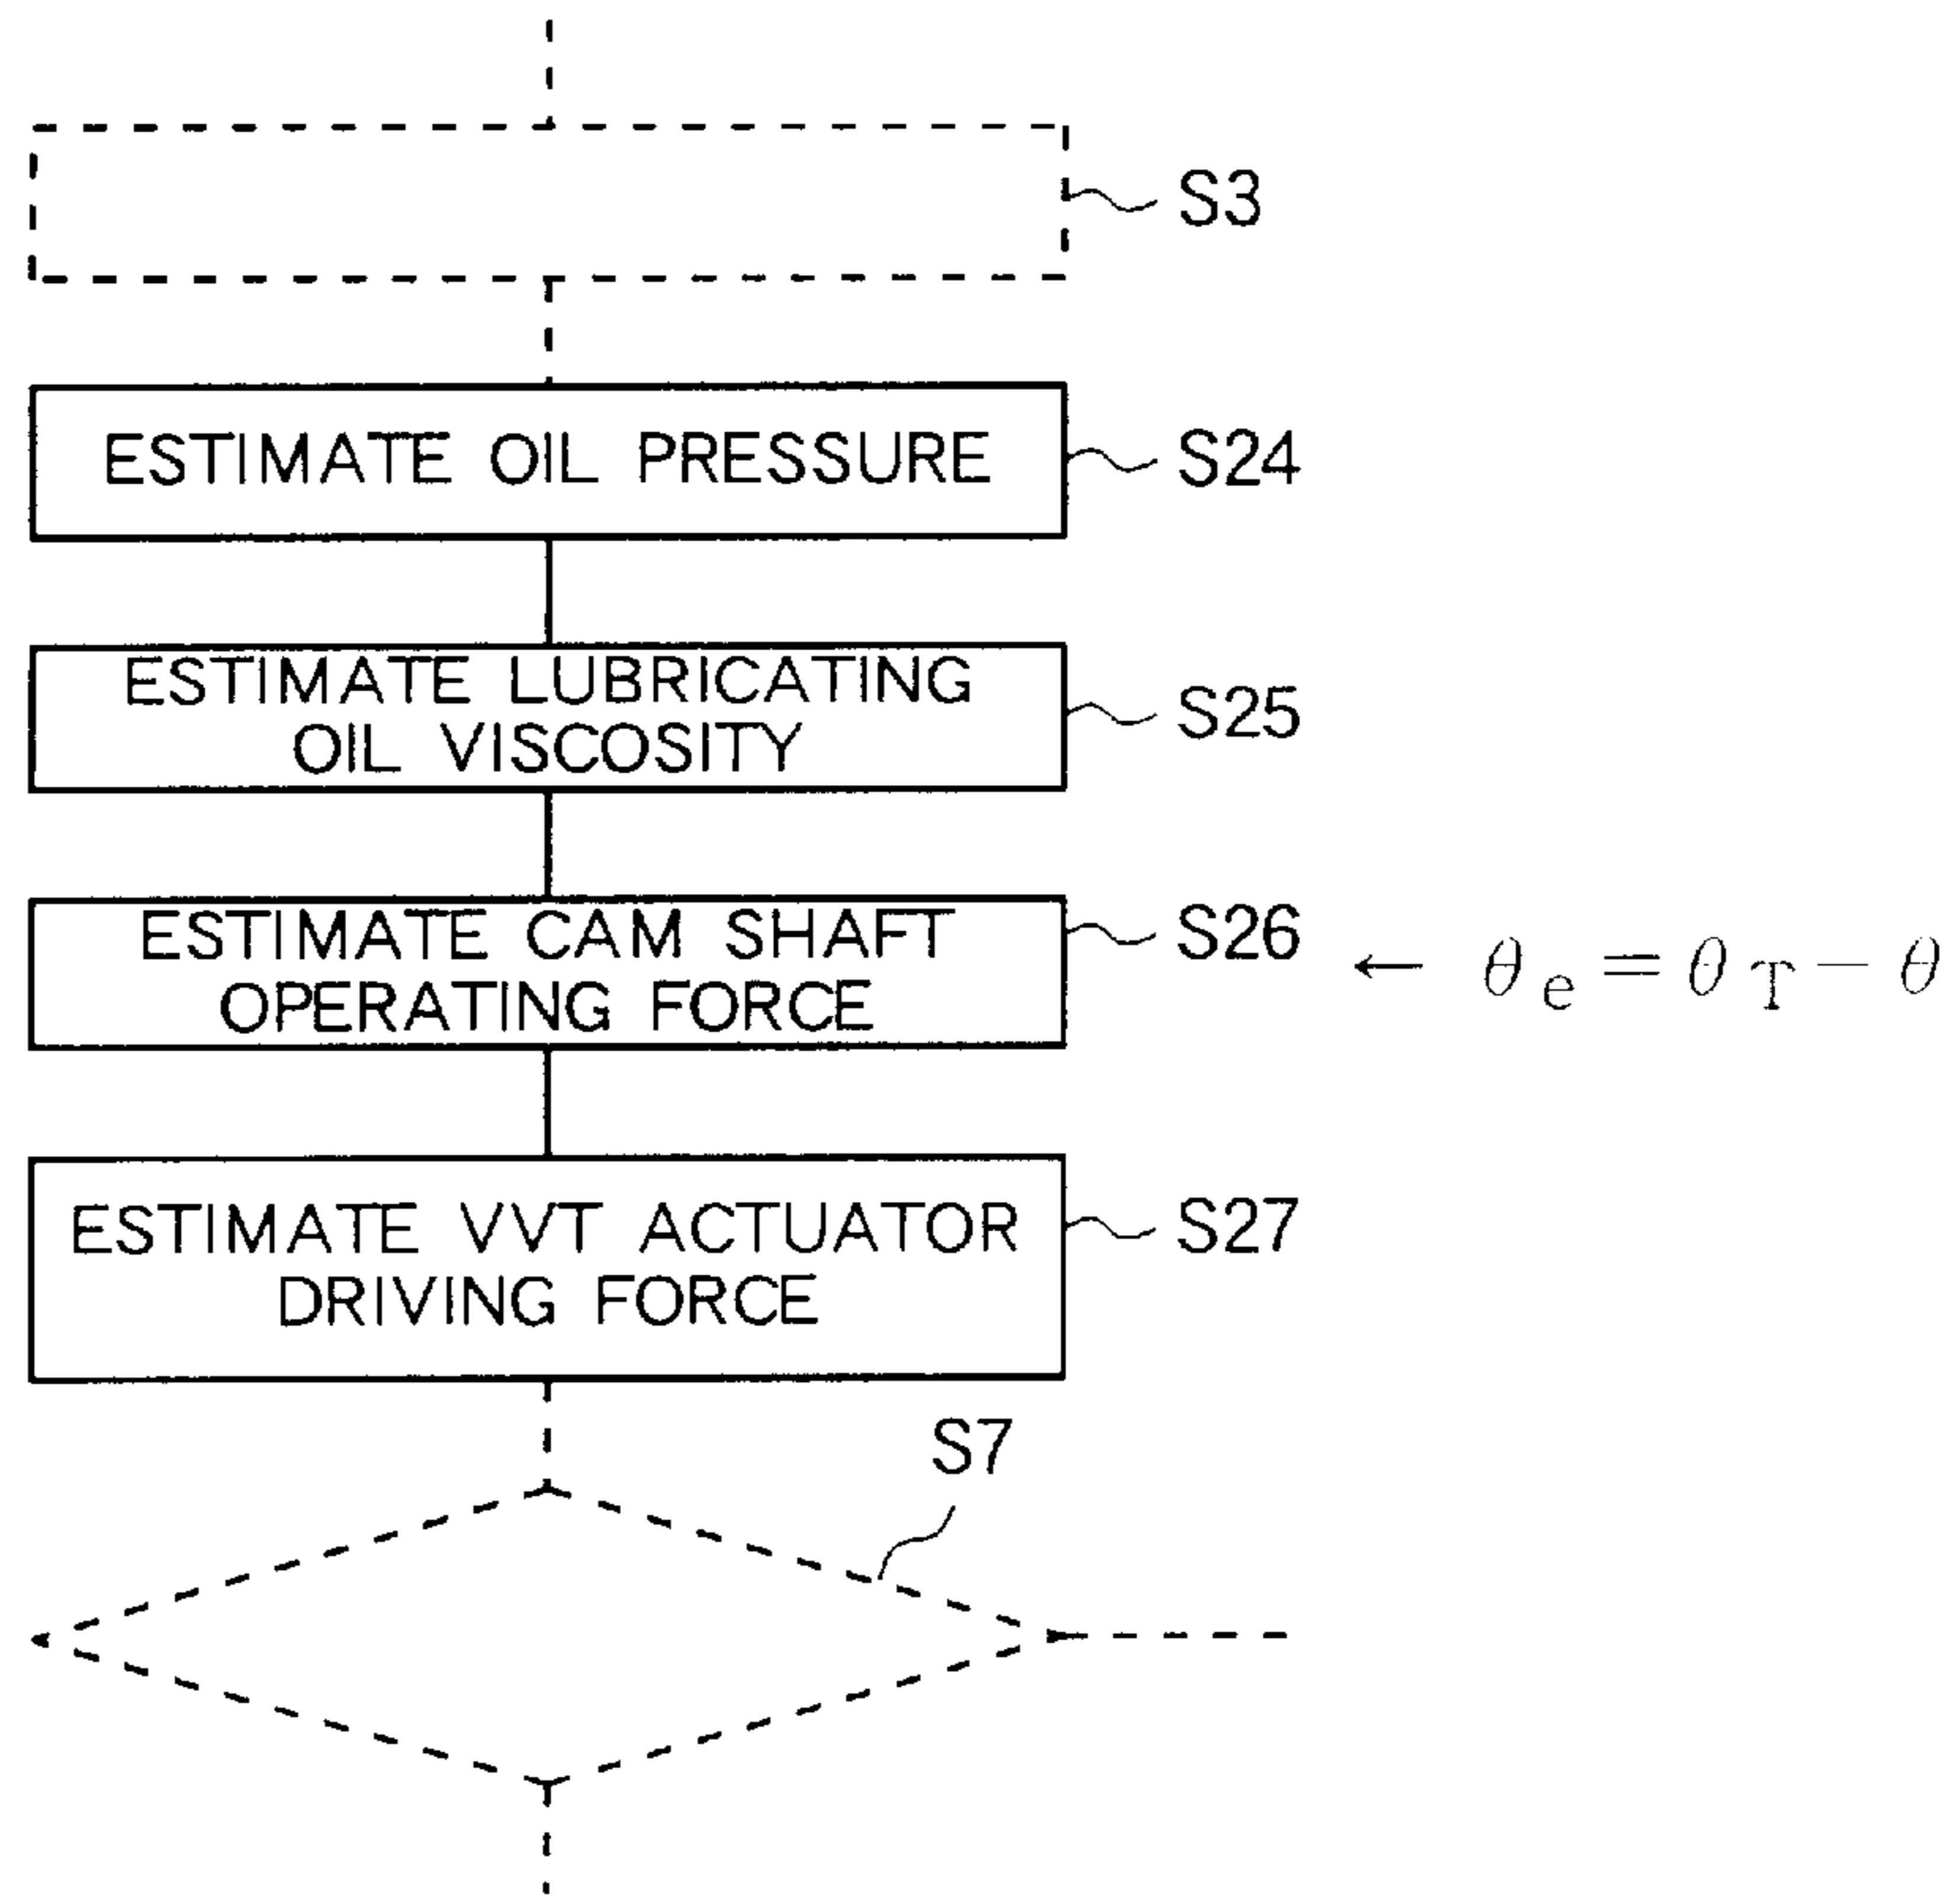 S3
ESTIMATE OIL PRESSURE
S24
ESTIMATE LUBRICATING
OIL VISCOSITY
S25
ESTIMATE CAM SHAFT
OPERATING FORCE
S26
← θe=θT−θ
ESTIMATE VVT ACTUATOR
DRIVING FORCE
S27
S7